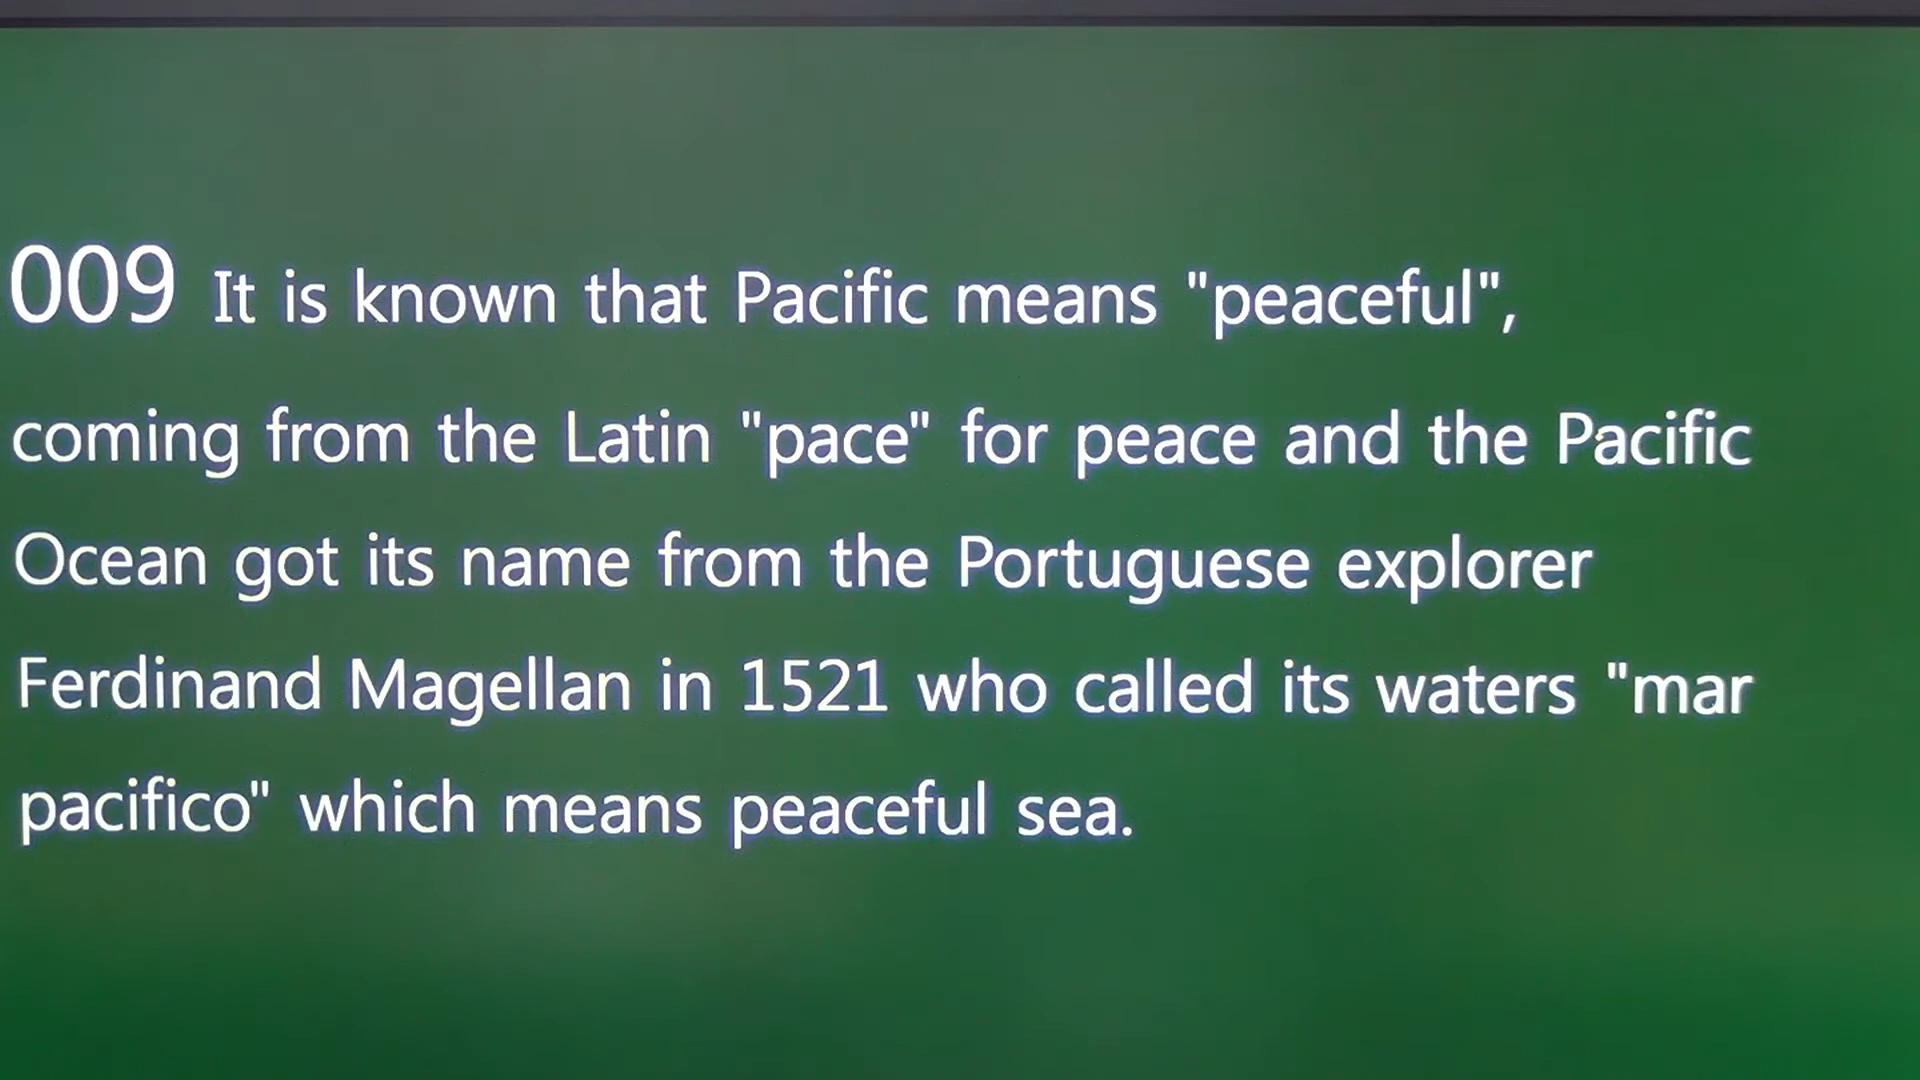 009 It is known that Pacific means "peaceful",
coming from the Latin "pace" for peace and the Pacific
Ocean got its name from the Portuguese explorer
Ferdinand Magellan in 1521 who called its waters "mar
pacifico" which means peaceful sea.